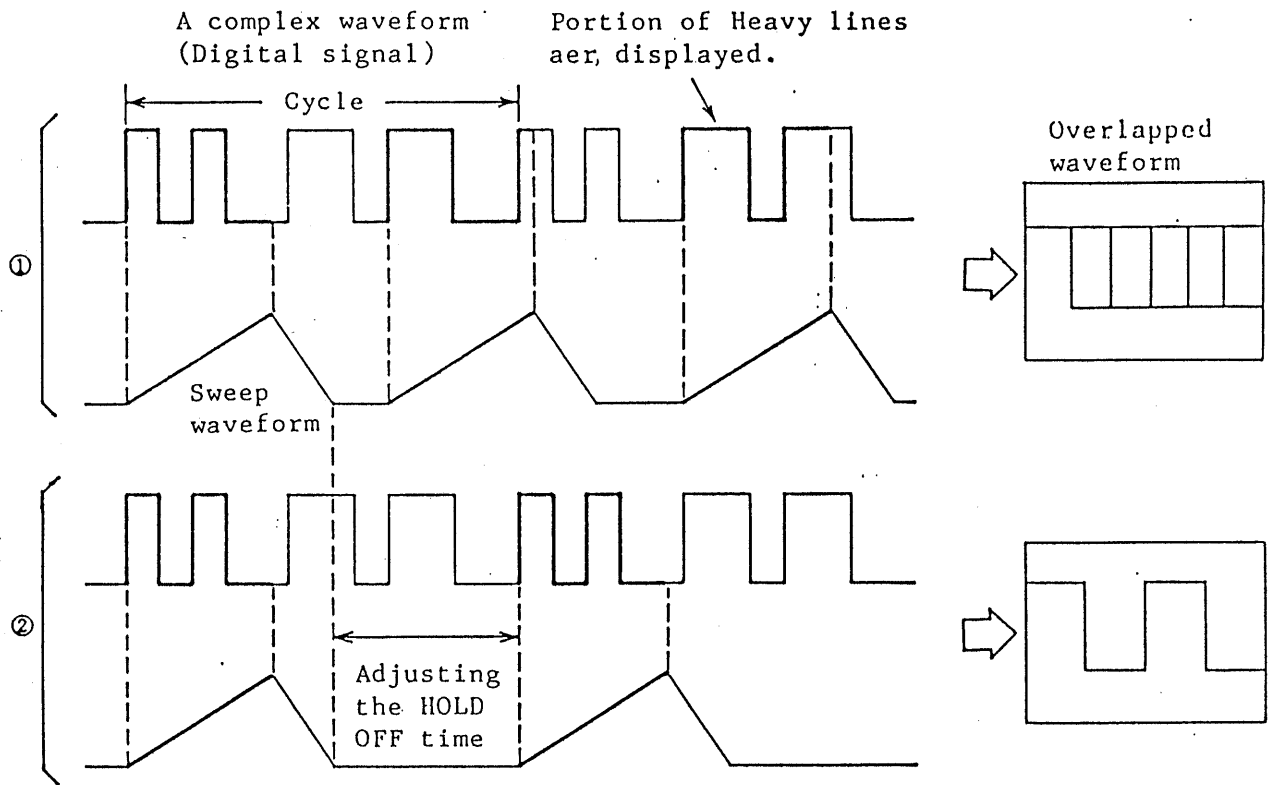 A complex waveform
(Digital signal)
Portion of Heavy lines
aer, displayed.
Cycle
Overlapped
waveform
①
Sweep
waveform
②
Adjusting
the HOLD
OFF time